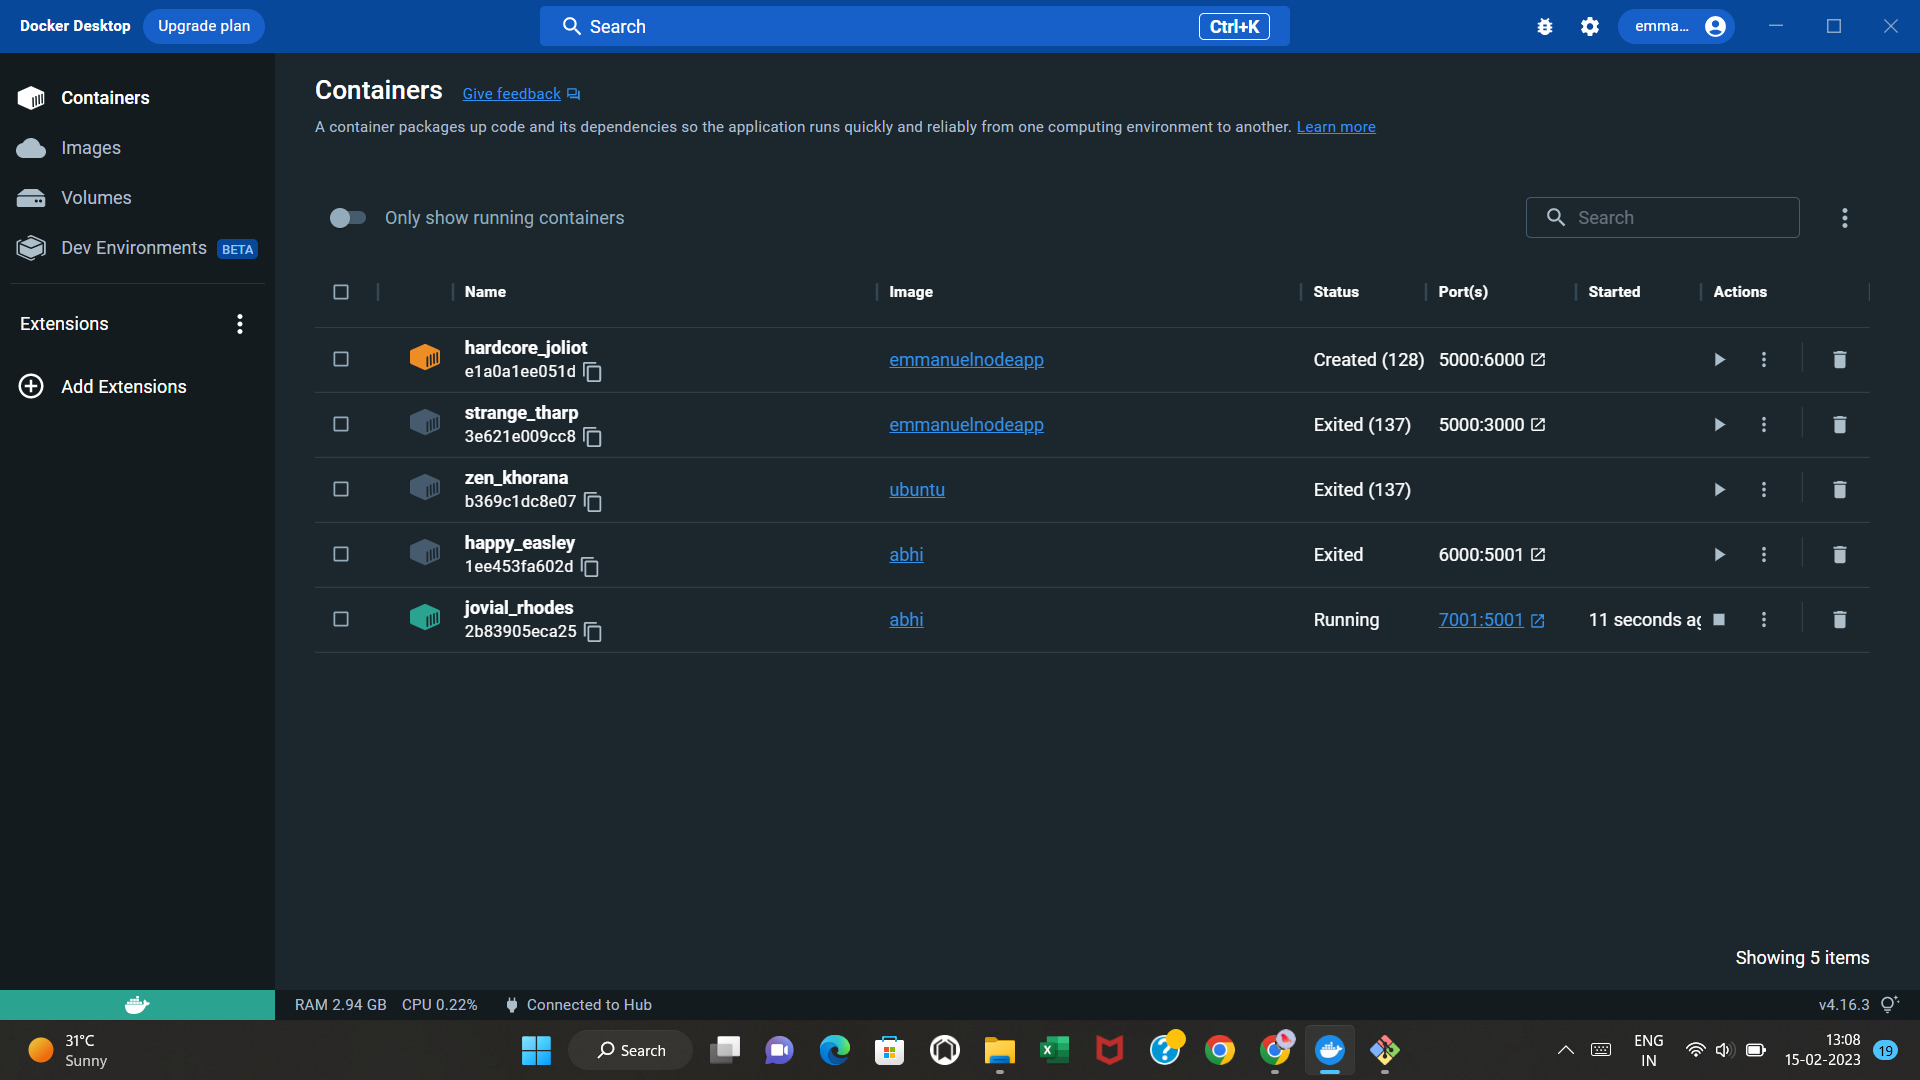 Docker Desktop Upgrade plan Search Ctrl+K emma...
Containers
Images
Volumes
Dev Environments BETA
Extensions
Add Extensions
Containers Give feedback
A container packages up code and its dependencies so the application runs quickly and reliably from one computing environment to another. Learn more
Only show running containers Search
Name Image Status Port(s) Started Actions
hardcore_joliot
e1a0a1ee051d emmanuelnodeapp Created (128) 5000:6000
strange_tharp
3e621e009cc8 emmanuelnodeapp Exited (137) 5000:3000
zen_khorana
b369c1dc8e07 ubuntu Exited (137)
happy_easley
1ee453fa602d abhi Exited 6000:5001
jovial_rhodes
2b83905eca25 abhi Running 7001:5001 11 seconds ag
Showing 5 items
RAM 2.94 GB CPU 0.22% Connected to Hub v4.16.3
31°C
Sunny
Search
ENG
IN
13:08
15-02-2023
19